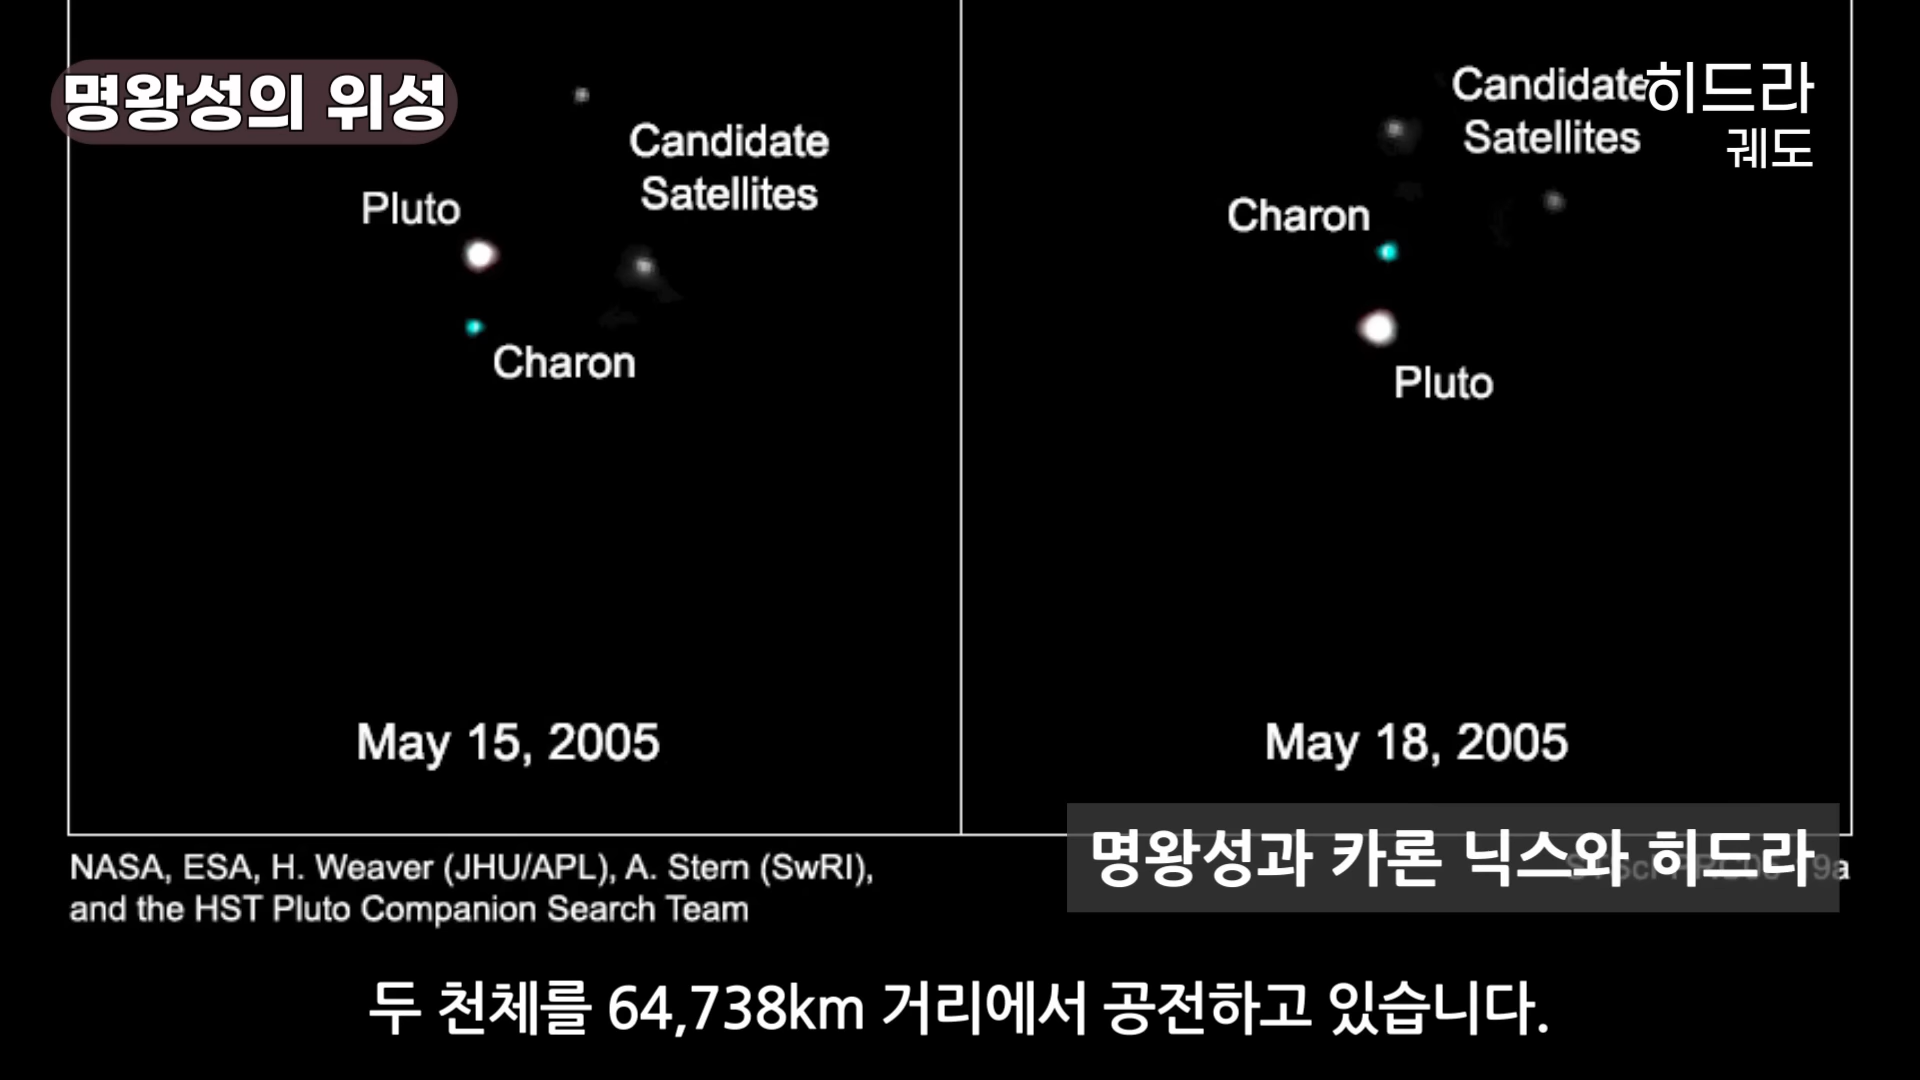 명왕성의 위성
히드라
궤도
Candidate
Satellites
Pluto
Charon
May 15, 2005
Candidate
Satellites
Charon
Pluto
May 18, 2005
NASA, ESA, H. Weaver (JHU/APL), A. Stern (SwRI),
and the HST Pluto Companion Search Team
명왕성과 카론 닉스와 히드라
두 천체를 64,738km 거리에서 공전하고 있습니다.